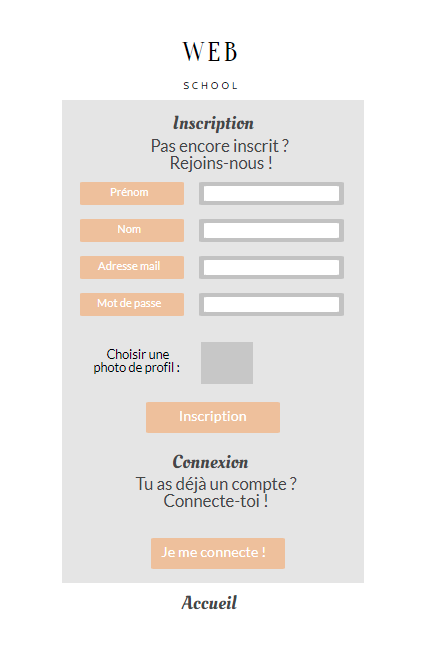 WEB
SCHOOL
Inscription
Pas encore inscrit ?
Rejoins-nous !
Prénom
Nom
Adresse mail
Mot de passe
Choisir une
photo de profil :
Inscription
Connexion
Tu as déjà un compte ?
Connecte-toi !
Je me connecte !
Accueil